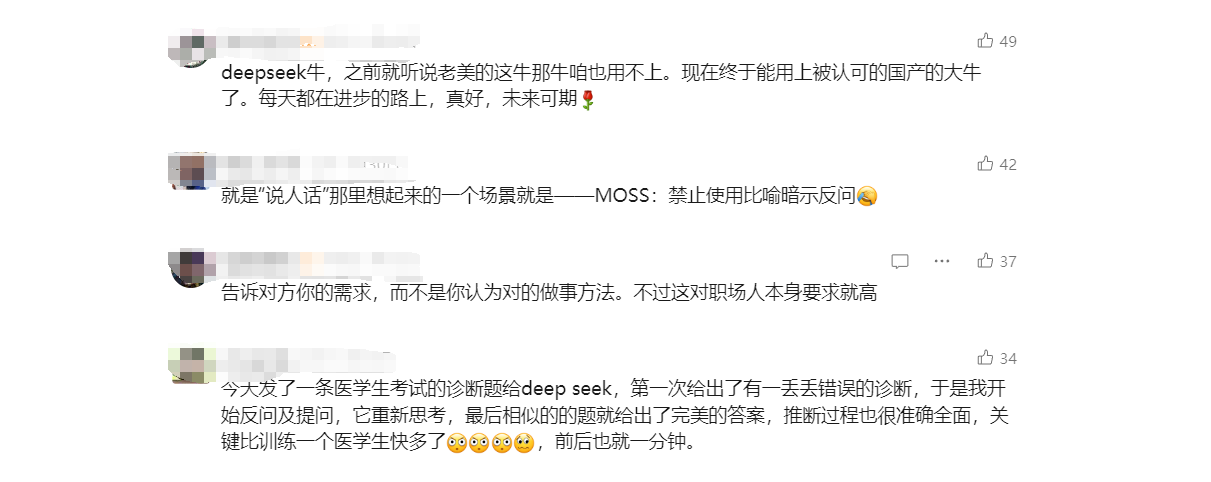 49
deepseek牛，之前就听说老美的这牛那牛咱也用不上。现在终于能用上被认可的国产的大牛
了。每天都在进步的路上，真好，未来可期🌹
42
就是“说人话”那里想起来的一个场景就是——MOSS：禁止使用比喻暗示反问😂
37
告诉对方你的需求，而不是你认为对的做事方法。不过这对职场人本身要求就高
34
今天发了一条医学生考试的诊断题给deep seek，第一次给出了有一丢丢错误的诊断，于是我开
始反问及提问，它重新思考，最后相似的的题就给出了完美的答案，推断过程也很准确全面，关
键比训练一个医学生快多了😳😳😳🥹，前后也就一分钟。